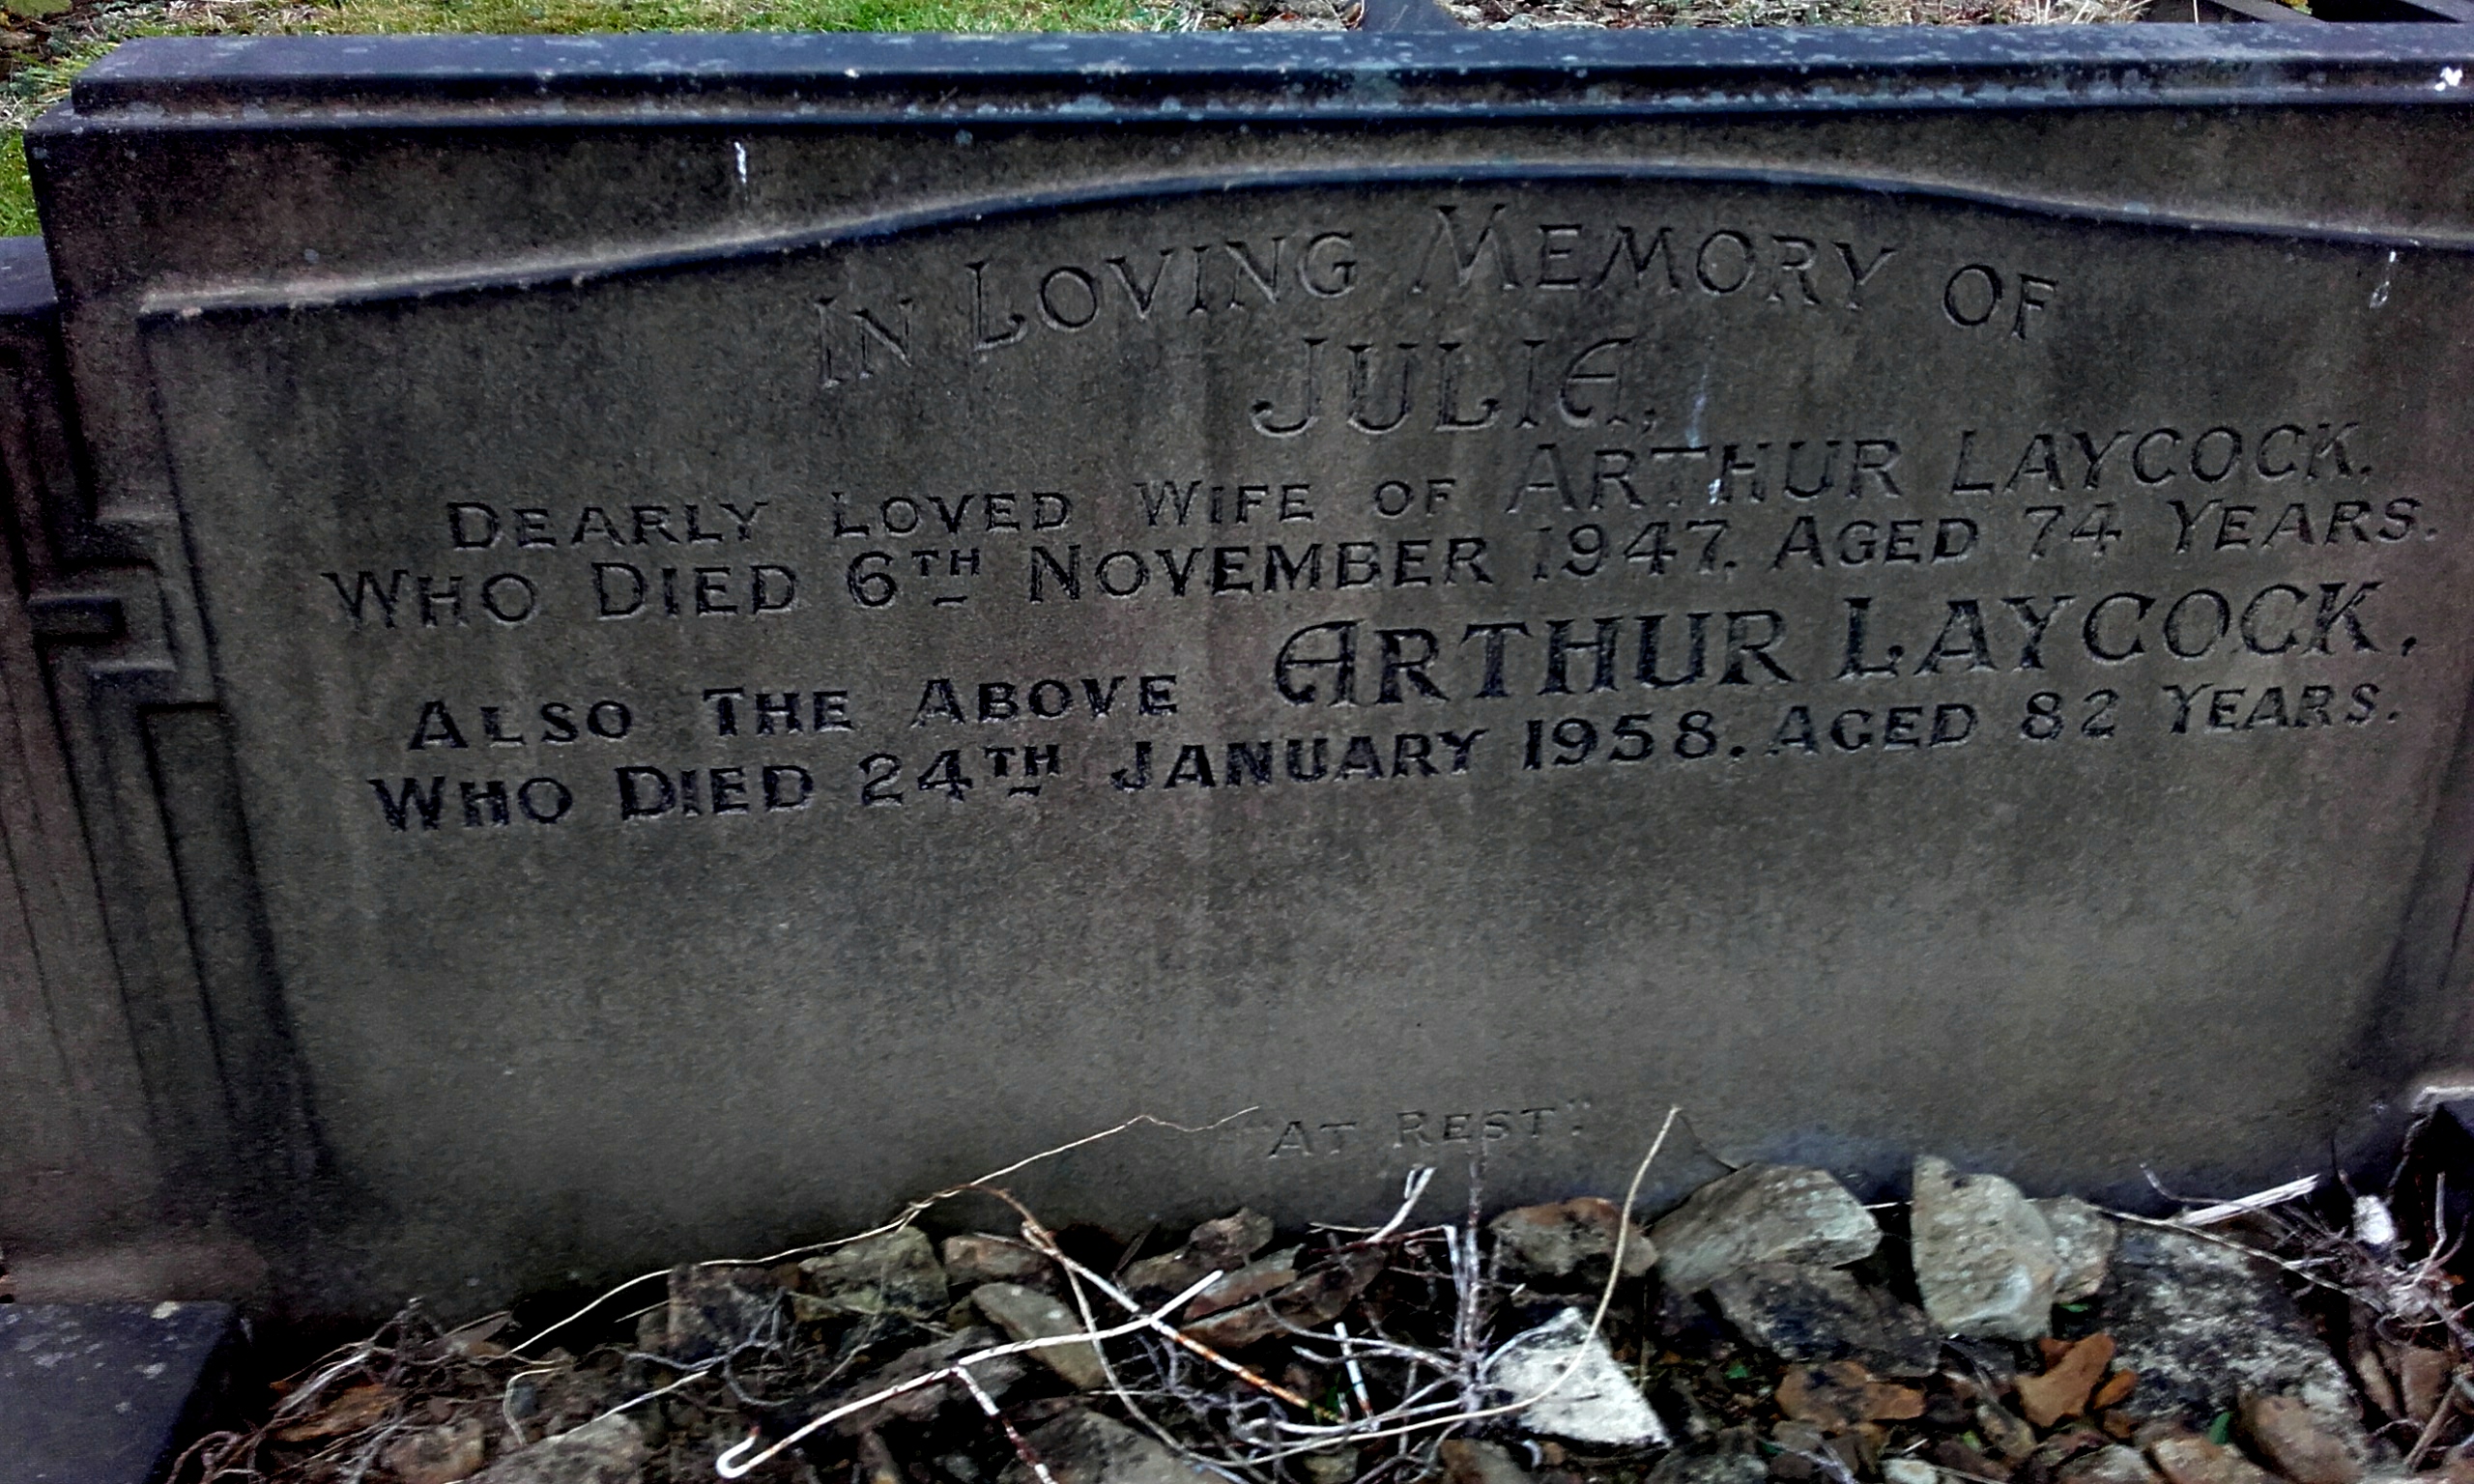 IN LOVING MEMORY OF
JULIA,
DEARLY LOVED WIFE OF ARTHUR LAYCOCK.
WHO DIED 6TH NOVEMBER 1947. AGED 74 YEARS.
ALSO THE ABOVE ARTHUR LAYCOCK,
WHO DIED 24TH JANUARY 1958. AGED 82 YEARS.
"AT REST"